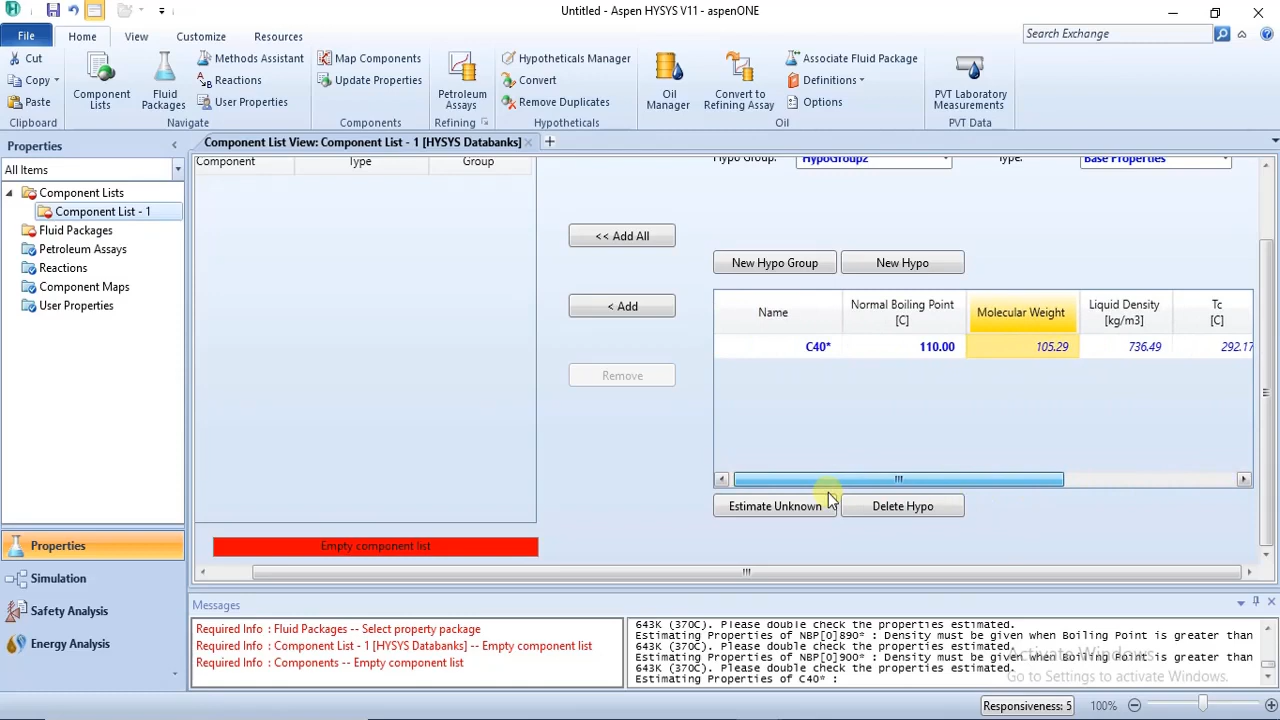 Untitled - Aspen HYSYS V11 - aspenONE
File
Home
View
Customize
Resources
Search Exchange
Cut
Copy
Paste
Clipboard
Component
Lists
Fluid
Packages
Methods Assistant
Reactions
User Properties
Navigate
Map Components
Update Properties
Components
Petroleum
Assays
Refining
Hypotheticals Manager
Convert
Remove Duplicates
Hypotheticals
Oil
Manager
Convert to
Refining Assay
Associate Fluid Package
Definitions
Options
Oil
PVT Laboratory
Measurements
PVT Data
Properties
All Items
Component Lists
Component List - 1
Fluid Packages
Petroleum Assays
Reactions
Component Maps
User Properties
Properties
Simulation
Safety Analysis
Energy Analysis
Component List View: Component List - 1 [HYSYS Databanks]
Component
Type
Group
Hypo Group:
HypoGroup2
Type:
Base Properties
<< Add All
< Add
Remove
New Hypo Group
New Hypo
Name
Normal Boiling Point
[C]
Molecular Weight
Liquid Density
[kg/m3]
Tc
[C]
C40*
110.00
105.29
736.49
292.17
Estimate Unknown
Delete Hypo
Empty component list
Messages
Required Info : Fluid Packages -- Select property package
Required Info : Component List - 1 [HYSYS Databanks] -- Empty component list
Required Info : Components -- Empty component list
643K (370C). Please double check the properties estimated.
Estimating Properties of NBP[0]890* : Density must be given when Boiling Point is greater than
643K (370C). Please double check the properties estimated.
Estimating Properties of NBP[0]900* : Density must be given when Boiling Point is greater than
643K (370C). Please double check the properties estimated.
Estimating Properties of C40* :
Activate Windows
Go to Settings to activate Windows.
Responsiveness: 5
100%